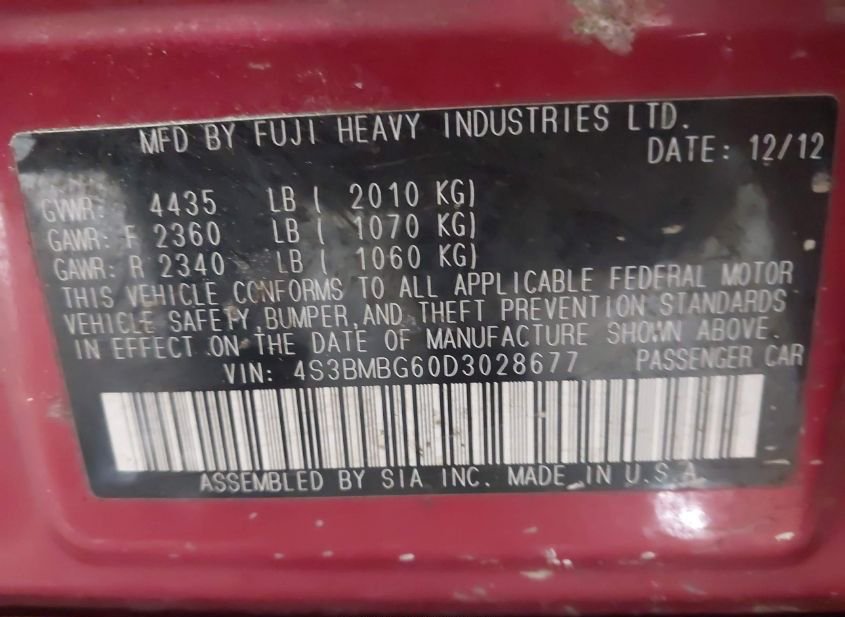 MFD BY FUJI HEAVY INDUSTRIES LTD.
DATE: 12/12
GVWR: 4435 LB ( 2010 KG)
GAWR: F 2360 LB ( 1070 KG)
GAWR: R 2340 LB ( 1060 KG)
THIS VEHICLE CONFORMS TO ALL APPLICABLE FEDERAL MOTOR
VEHICLE SAFETY,BUMPER,AND THEFT PREVENTION STANDARDS
IN EFFECT ON THE DATE OF MANUFACTURE SHOWN ABOVE.
VIN: 4S3BMBG60D3028677 PASSENGER CAR
ASSEMBLED BY SIA INC. MADE IN U.S.A.